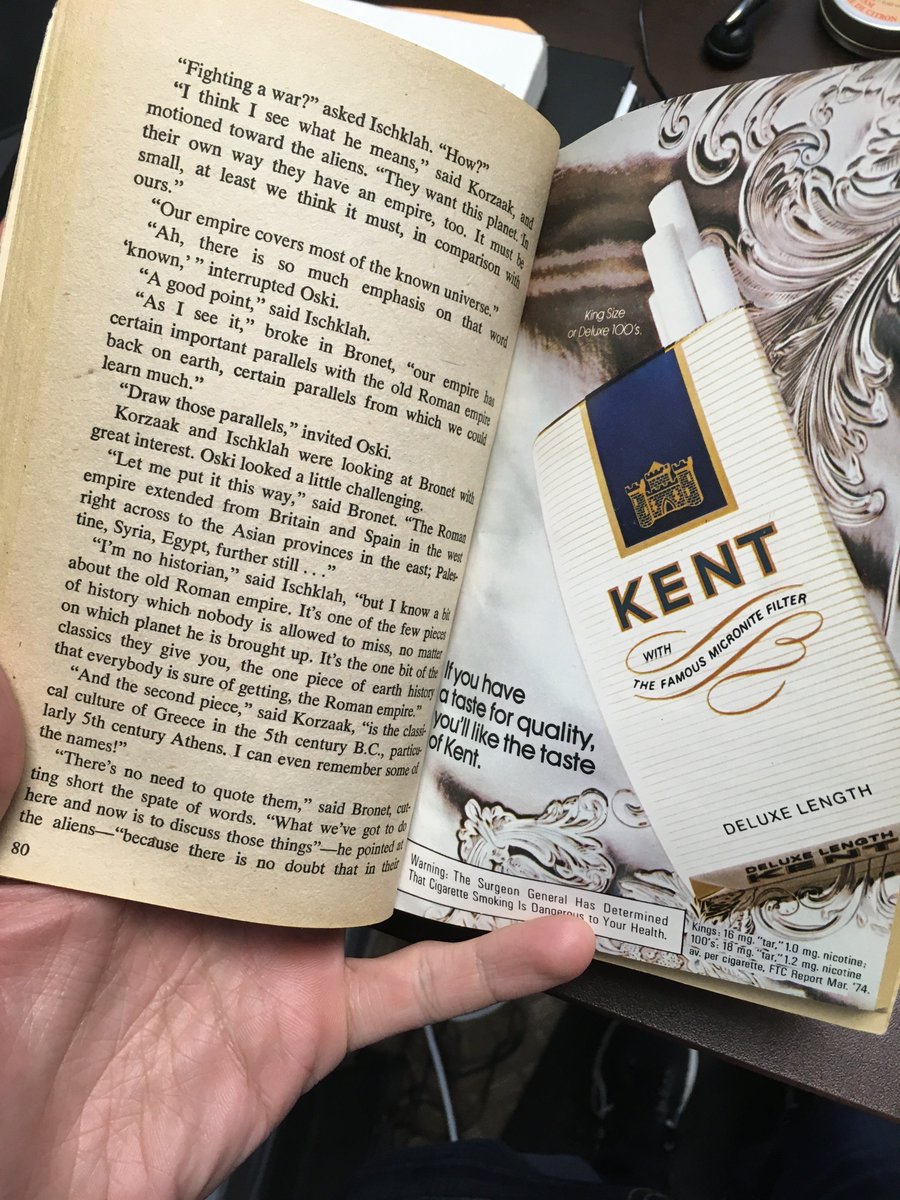 “Fighting a war?” asked Ischklah. “How?”
“I think I see what he means,” said Korzaak, and
motioned toward the aliens. “They want this planet. In
their own way they have an empire, too. It must be
small, at least we think it must, in comparison with
ours.”
“Our empire covers most of the known universe.”
“Ah, there is so much emphasis on that word
‘known,’ ” interrupted Oski.
“A good point,” said Ischklah.
“As I see it,” broke in Bronet, “our empire has
certain important parallels with the old Roman empire
back on earth, certain parallels from which we could
learn much.”
“Draw those parallels,” invited Oski.
Korzaak and Ischklah were looking at Bronet with
great interest. Oski looked a little challenging.
“Let me put it this way,” said Bronet. “The Roman
empire extended from Britain and Spain in the west
right across to the Asian provinces in the east; Pales-
tine, Syria, Egypt, further still . . .”
“I’m no historian,” said Ischklah, “but I know a bit
about the old Roman empire. It’s one of the few pieces
of history which nobody is allowed to miss, no matter
on which planet he is brought up. It’s the one bit of the
classics they give you, the one piece of earth history
that everybody is sure of getting, the Roman empire.”
“And the second piece,” said Korzaak, “is the classi-
cal culture of Greece in the 5th century B.C., particu-
larly 5th century Athens. I can even remember some of
the names!”
“There’s no need to quote them,” said Bronet, cut-
ting short the spate of words. “What we’ve got to do
here and now is to discuss those things”—he pointed at
the aliens—“because there is no doubt that in their
80
King Size
or Deluxe 100’s.
KENT
WITH
THE FAMOUS MICRONITE FILTER
DELUXE LENGTH
DELUXE LENGTH
KENT
If you have
a taste for quality,
you’ll like the taste
of Kent.
Warning: The Surgeon General Has Determined
That Cigarette Smoking Is Dangerous to Your Health.
Kings: 16 mg. “tar,” 1.0 mg. nicotine;
100’s: 18 mg. “tar,” 1.2 mg. nicotine
av. per cigarette, FTC Report Mar. ’74.
DE CITRON